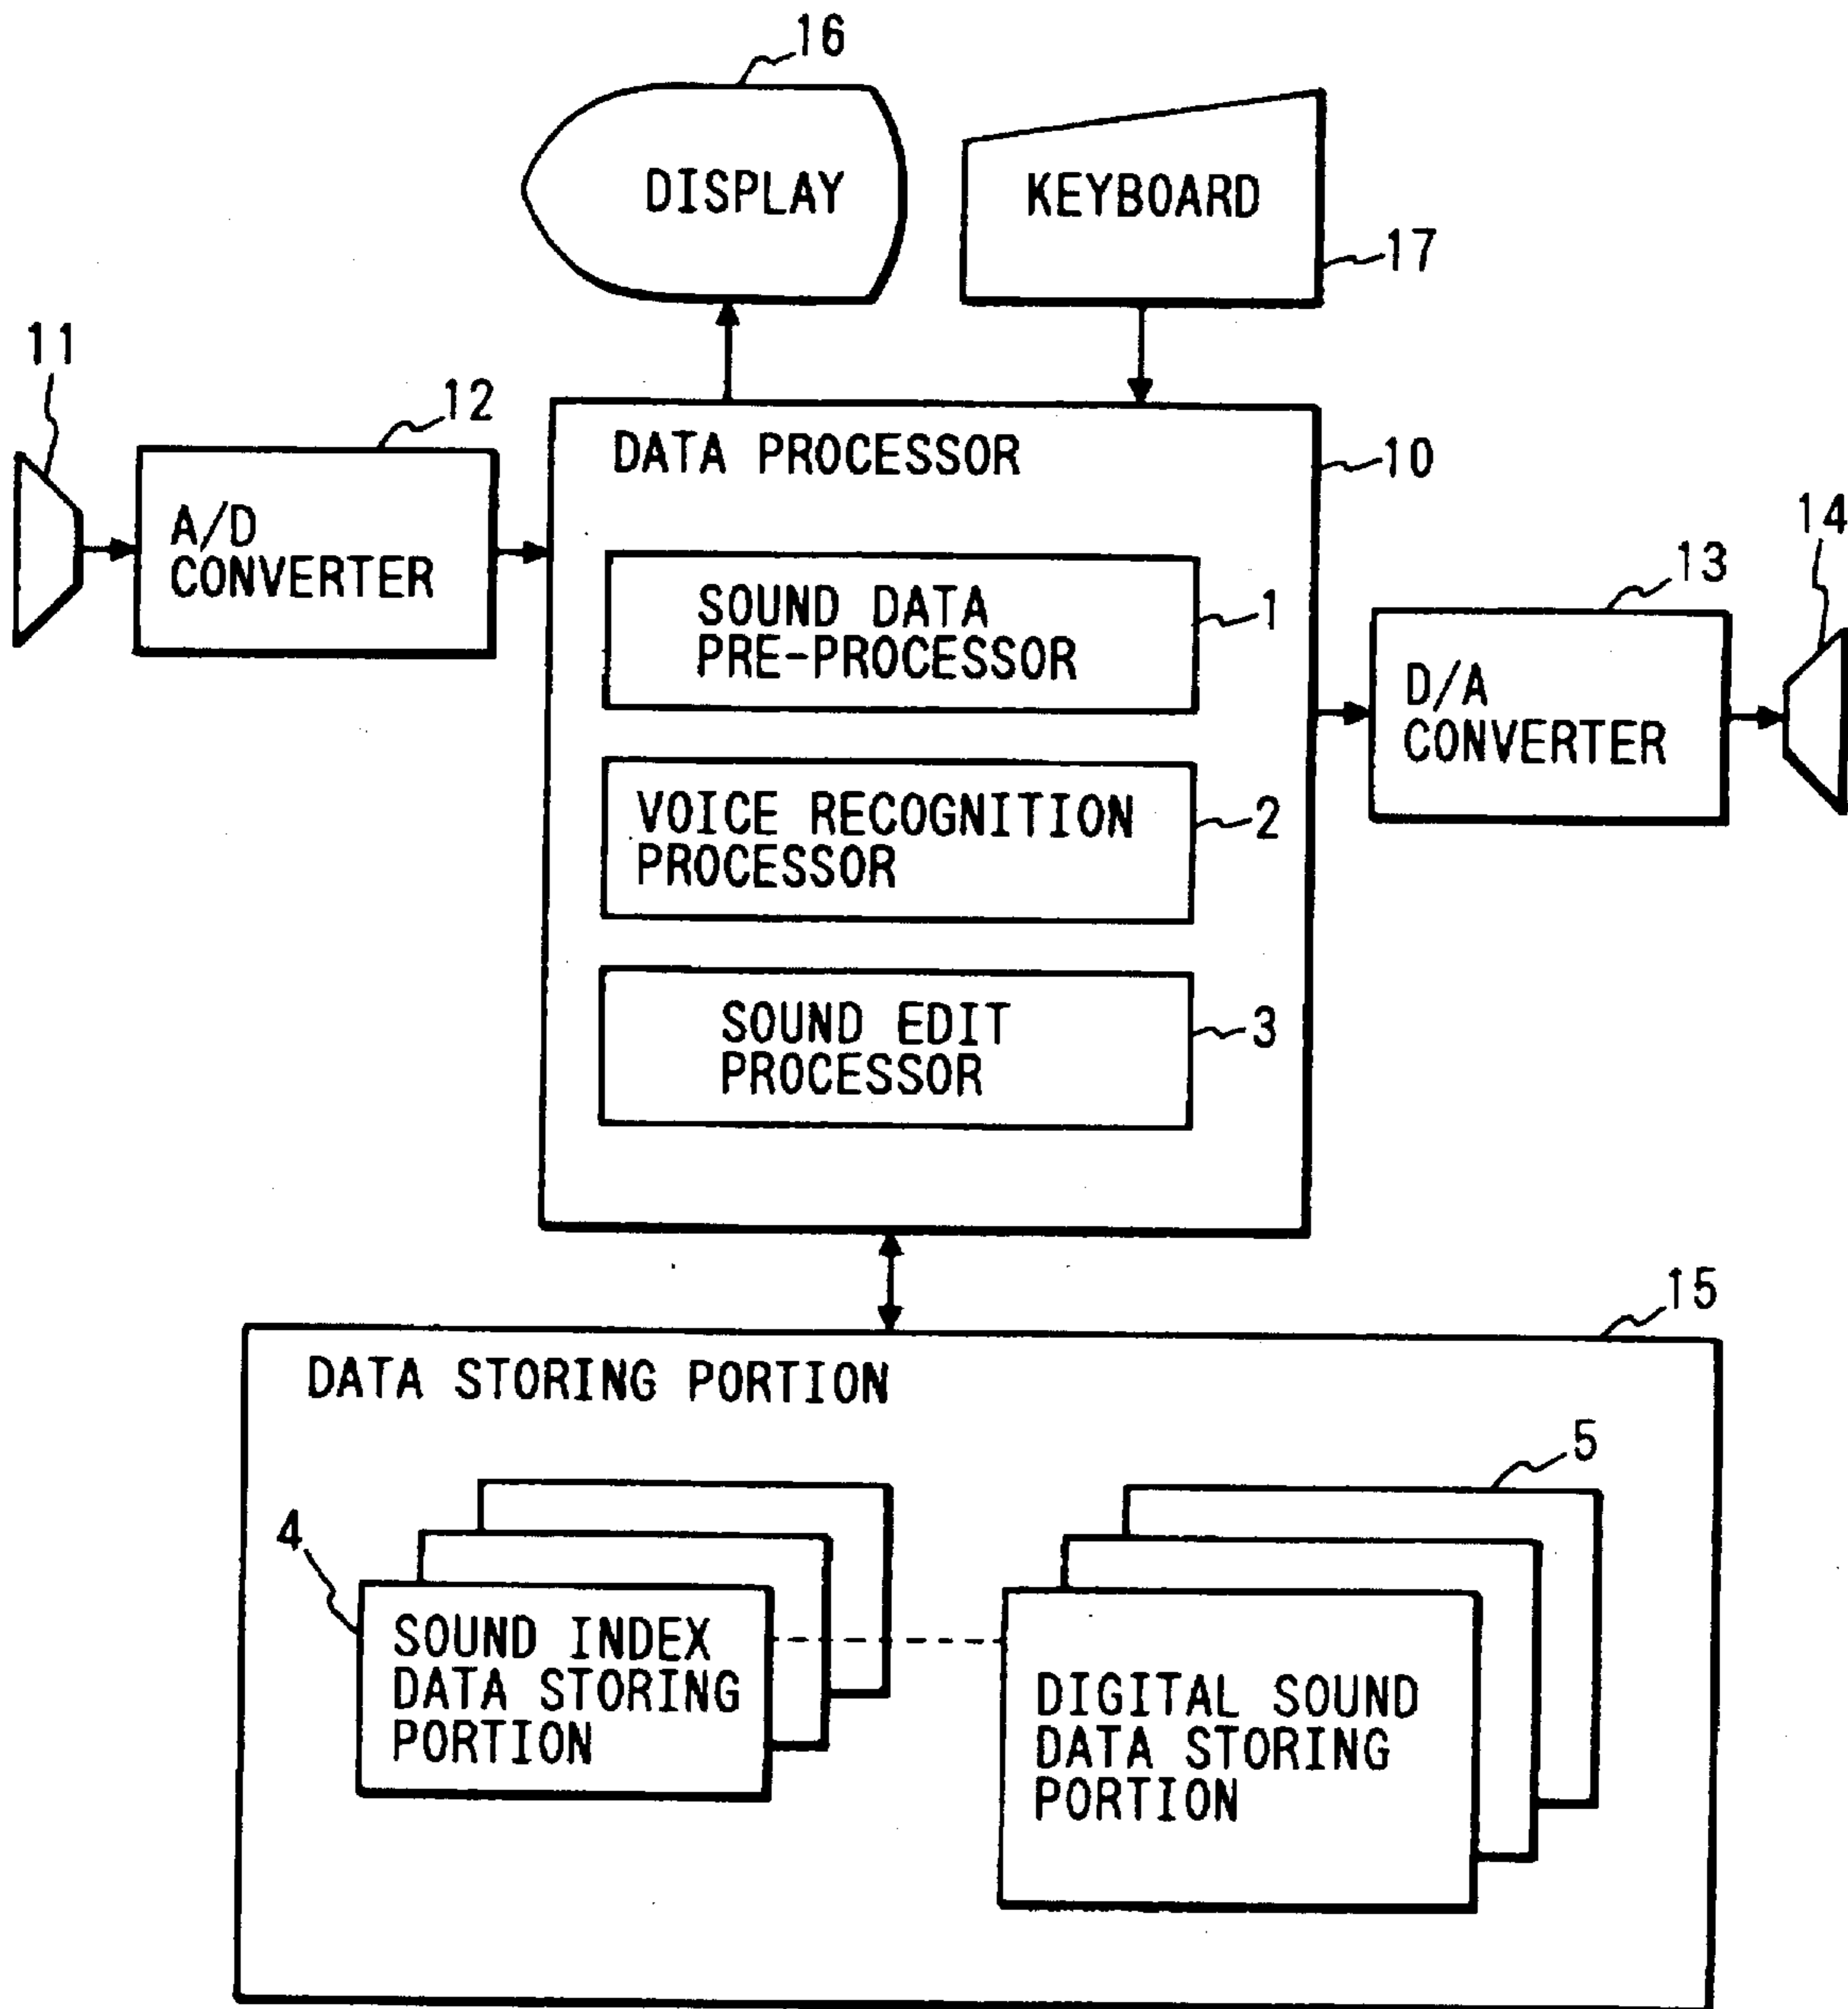 16
DISPLAY
KEYBOARD
17
11
12
A/D
CONVERTER
DATA PROCESSOR
10
SOUND DATA
PRE-PROCESSOR
1
VOICE RECOGNITION
PROCESSOR
2
SOUND EDIT
PROCESSOR
3
13
14
D/A
CONVERTER
15
DATA STORING PORTION
4
SOUND INDEX
DATA STORING
PORTION
5
DIGITAL SOUND
DATA STORING
PORTION